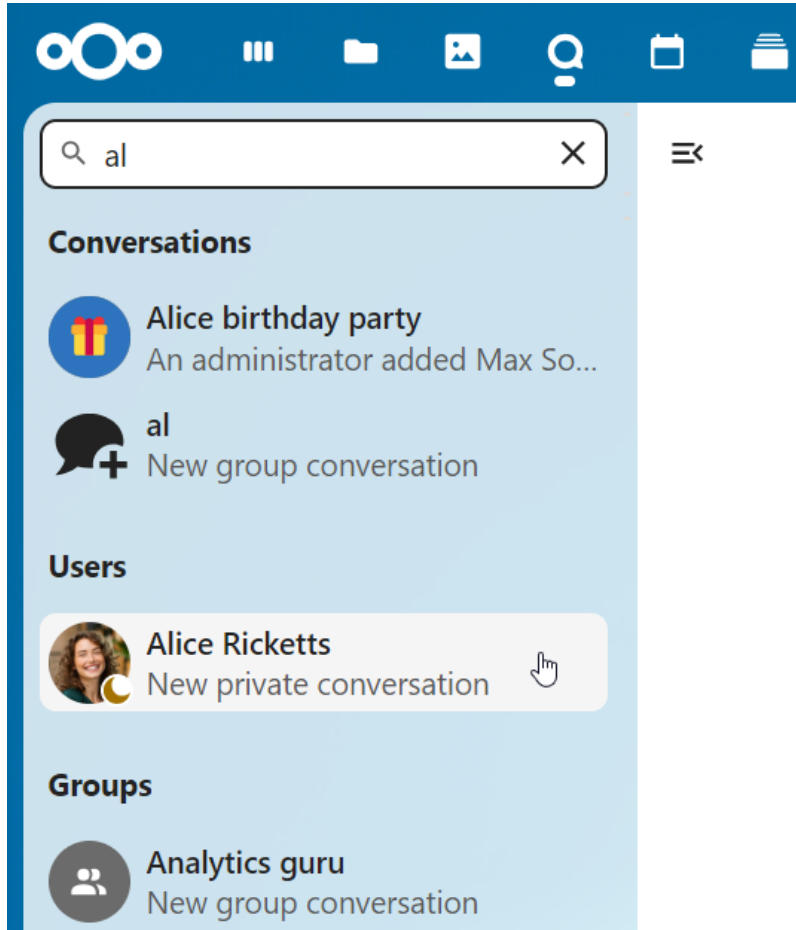 al
Conversations
Alice birthday party
An administrator added Max So...
al
New group conversation
Users
Alice Ricketts
New private conversation
Groups
Analytics guru
New group conversation